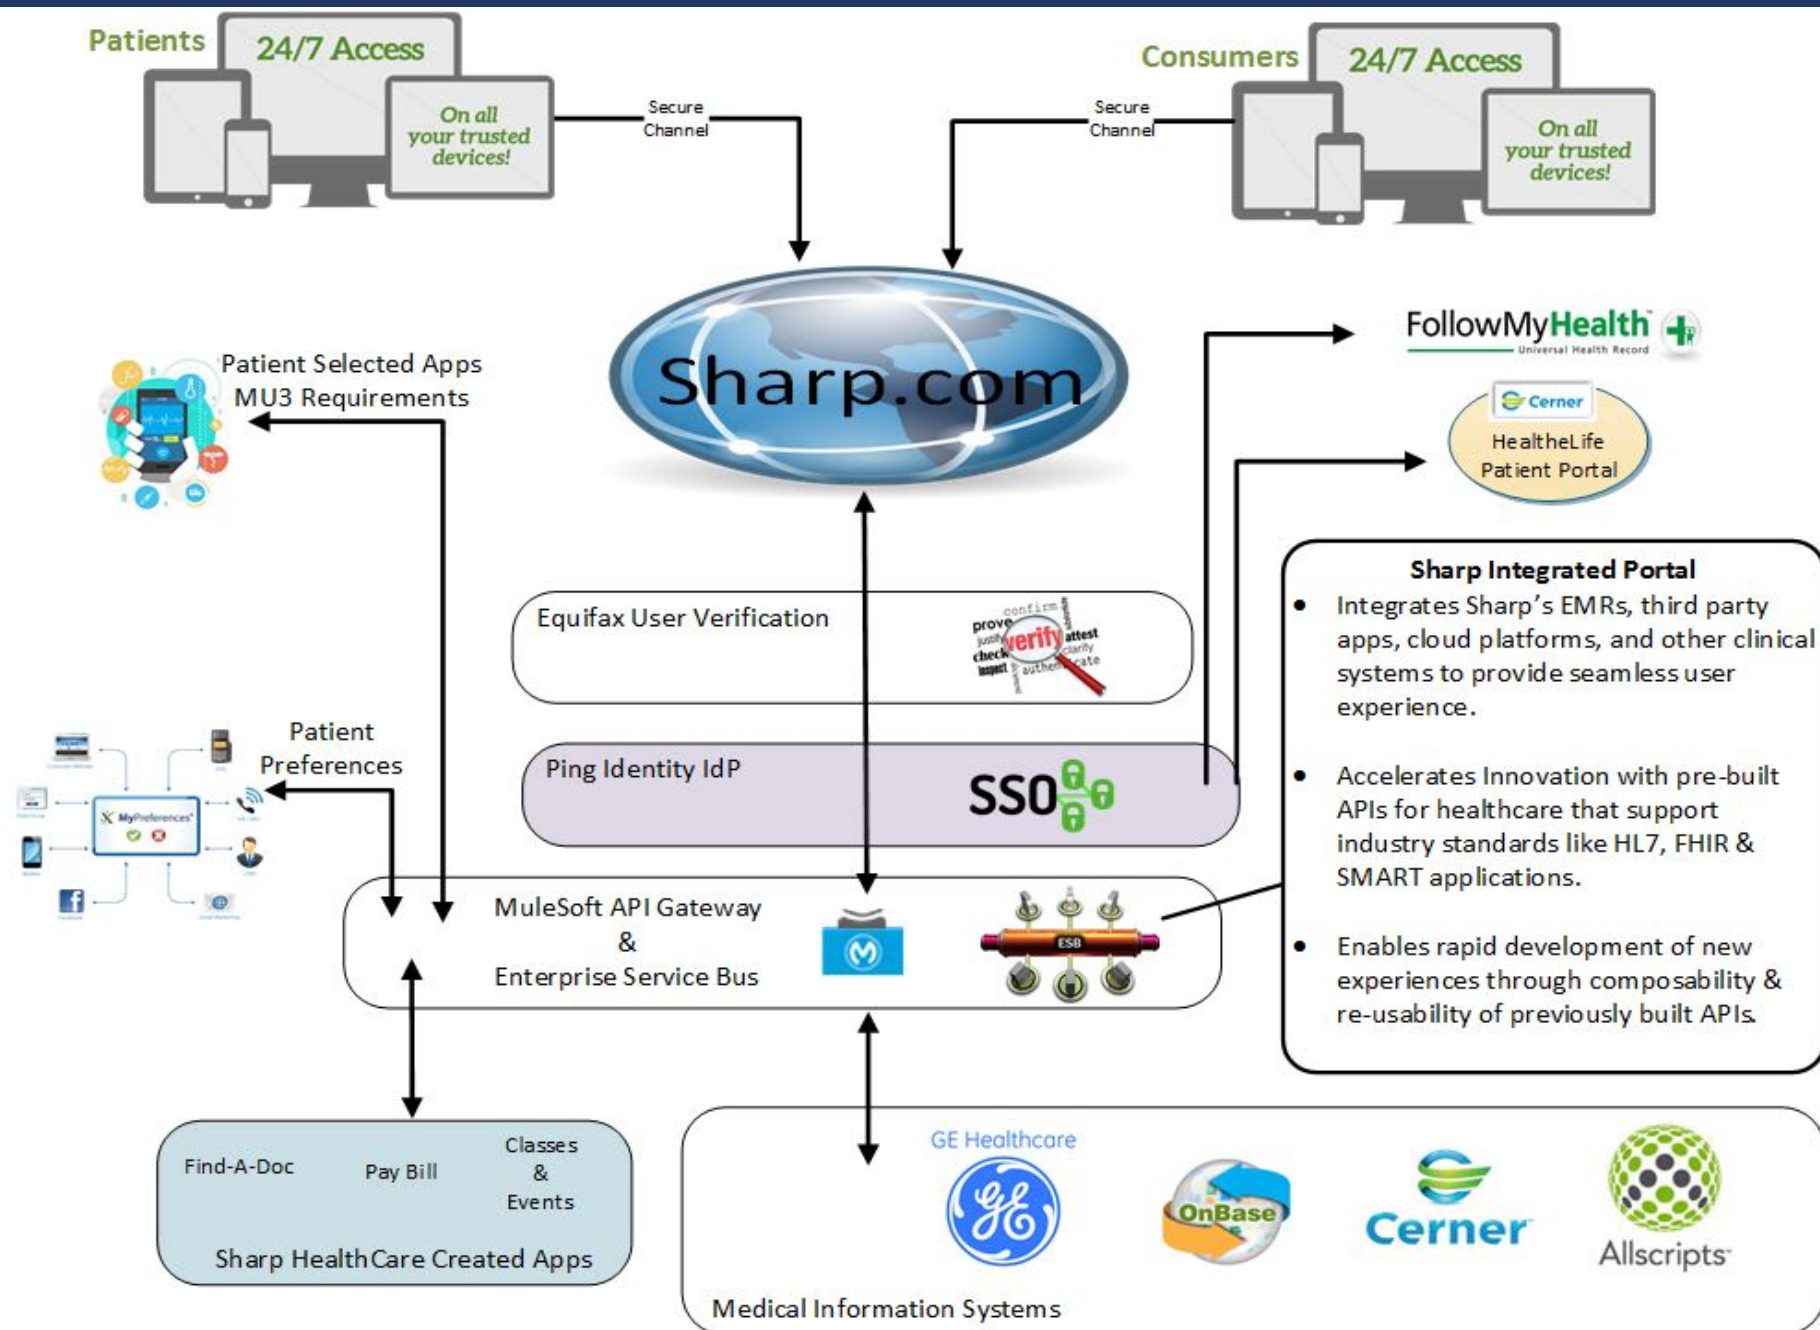 Patients
24/7 Access
On all
your trusted
devices!
Secure
Channel
Consumers
24/7 Access
On all
your trusted
devices!
Secure
Channel
Sharp.com
Patient Selected Apps
MU3 Requirements
FollowMyHealth
Universal Health Record
Cerner
HealtheLife
Patient Portal
Equifax User Verification
confirm
prove
justify
verify
attest
check
clarify
inspect
authenticate
Ping Identity IdP
SSO
Patient
Preferences
MyPreferences
MuleSoft API Gateway
&
Enterprise Service Bus
ESB
Sharp Integrated Portal
• Integrates Sharp's EMRs, third party
apps, cloud platforms, and other clinical
systems to provide seamless user
experience.
• Accelerates Innovation with pre-built
APIs for healthcare that support
industry standards like HL7, FHIR &
SMART applications.
• Enables rapid development of new
experiences through composability &
re-usability of previously built APIs.
Find-A-Doc
Pay Bill
Classes
&
Events
Sharp HealthCare Created Apps
GE Healthcare
GE
OnBase
Cerner
Allscripts
Medical Information Systems